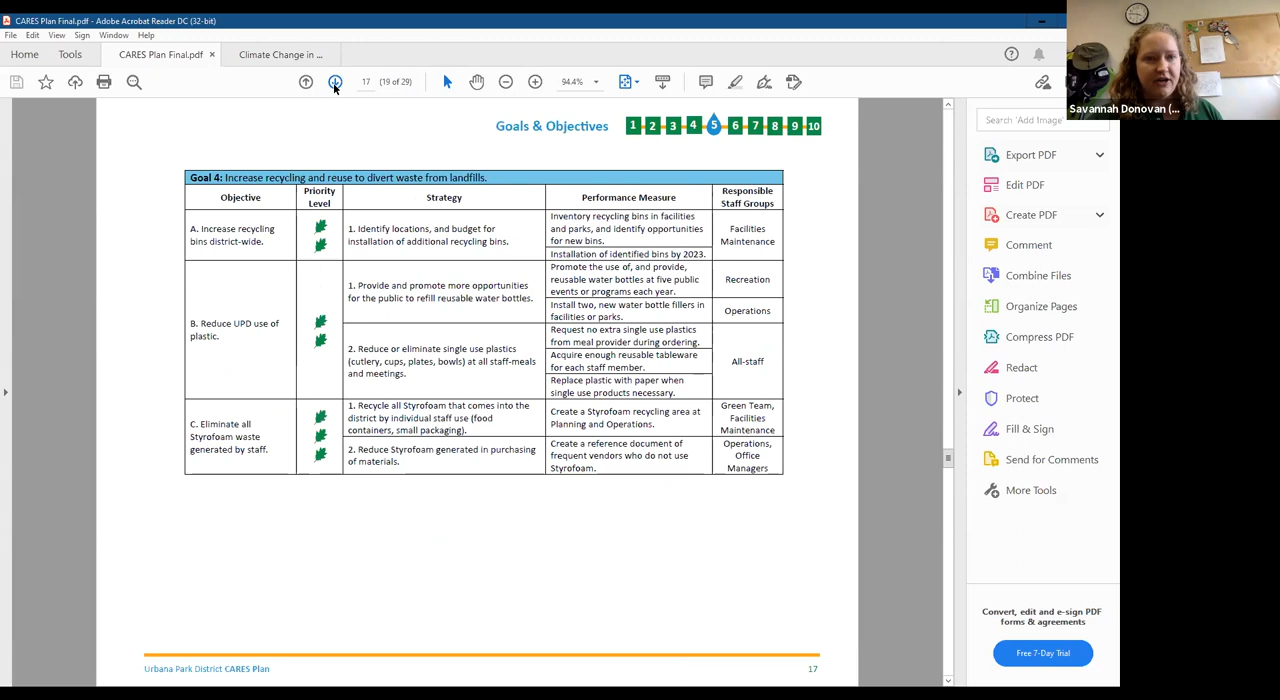 CARES Plan Final.pdf - Adobe Acrobat Reader DC (32-bit)
File Edit View Sign Window Help
Home Tools CARES Plan Final.pdf × Climate Change in ...
17 (19 of 29) 94.4%
Savannah Donovan (...
Goals & Objectives 1 2 3 4 5 6 7 8 9 10
Goal 4: Increase recycling and reuse to divert waste from landfills.
Objective
Priority
Level
Strategy
Performance Measure
Responsible
Staff Groups
A. Increase recycling
bins district-wide.
1. Identify locations, and budget for
installation of additional recycling bins.
Inventory recycling bins in facilities
and parks, and identify opportunities
for new bins.
Installation of identified bins by 2023.
Facilities
Maintenance
B. Reduce UPD use of
plastic.
1. Provide and promote more opportunities
for the public to refill reusable water bottles.
Promote the use of, and provide,
reusable water bottles at five public
events or programs each year.
Recreation
Install two, new water bottle fillers in
facilities or parks.
Operations
2. Reduce or eliminate single use plastics
(cutlery, cups, plates, bowls) at all staff-meals
and meetings.
Request no extra single use plastics
from meal provider during ordering.
Acquire enough reusable tableware
for each staff member.
Replace plastic with paper when
single use products necessary.
All-staff
C. Eliminate all
Styrofoam waste
generated by staff.
1. Recycle all Styrofoam that comes into the
district by individual staff use (food
containers, small packaging).
Create a Styrofoam recycling area at
Planning and Operations.
Green Team,
Facilities
Maintenance
2. Reduce Styrofoam generated in purchasing
of materials.
Create a reference document of
frequent vendors who do not use
Styrofoam.
Operations,
Office
Managers
Urbana Park District CARES Plan 17
Search 'Add Image'
Export PDF
Edit PDF
Create PDF
Comment
Combine Files
Organize Pages
Compress PDF
Redact
Protect
Fill & Sign
Send for Comments
More Tools
Convert, edit and e-sign PDF
forms & agreements
Free 7-Day Trial